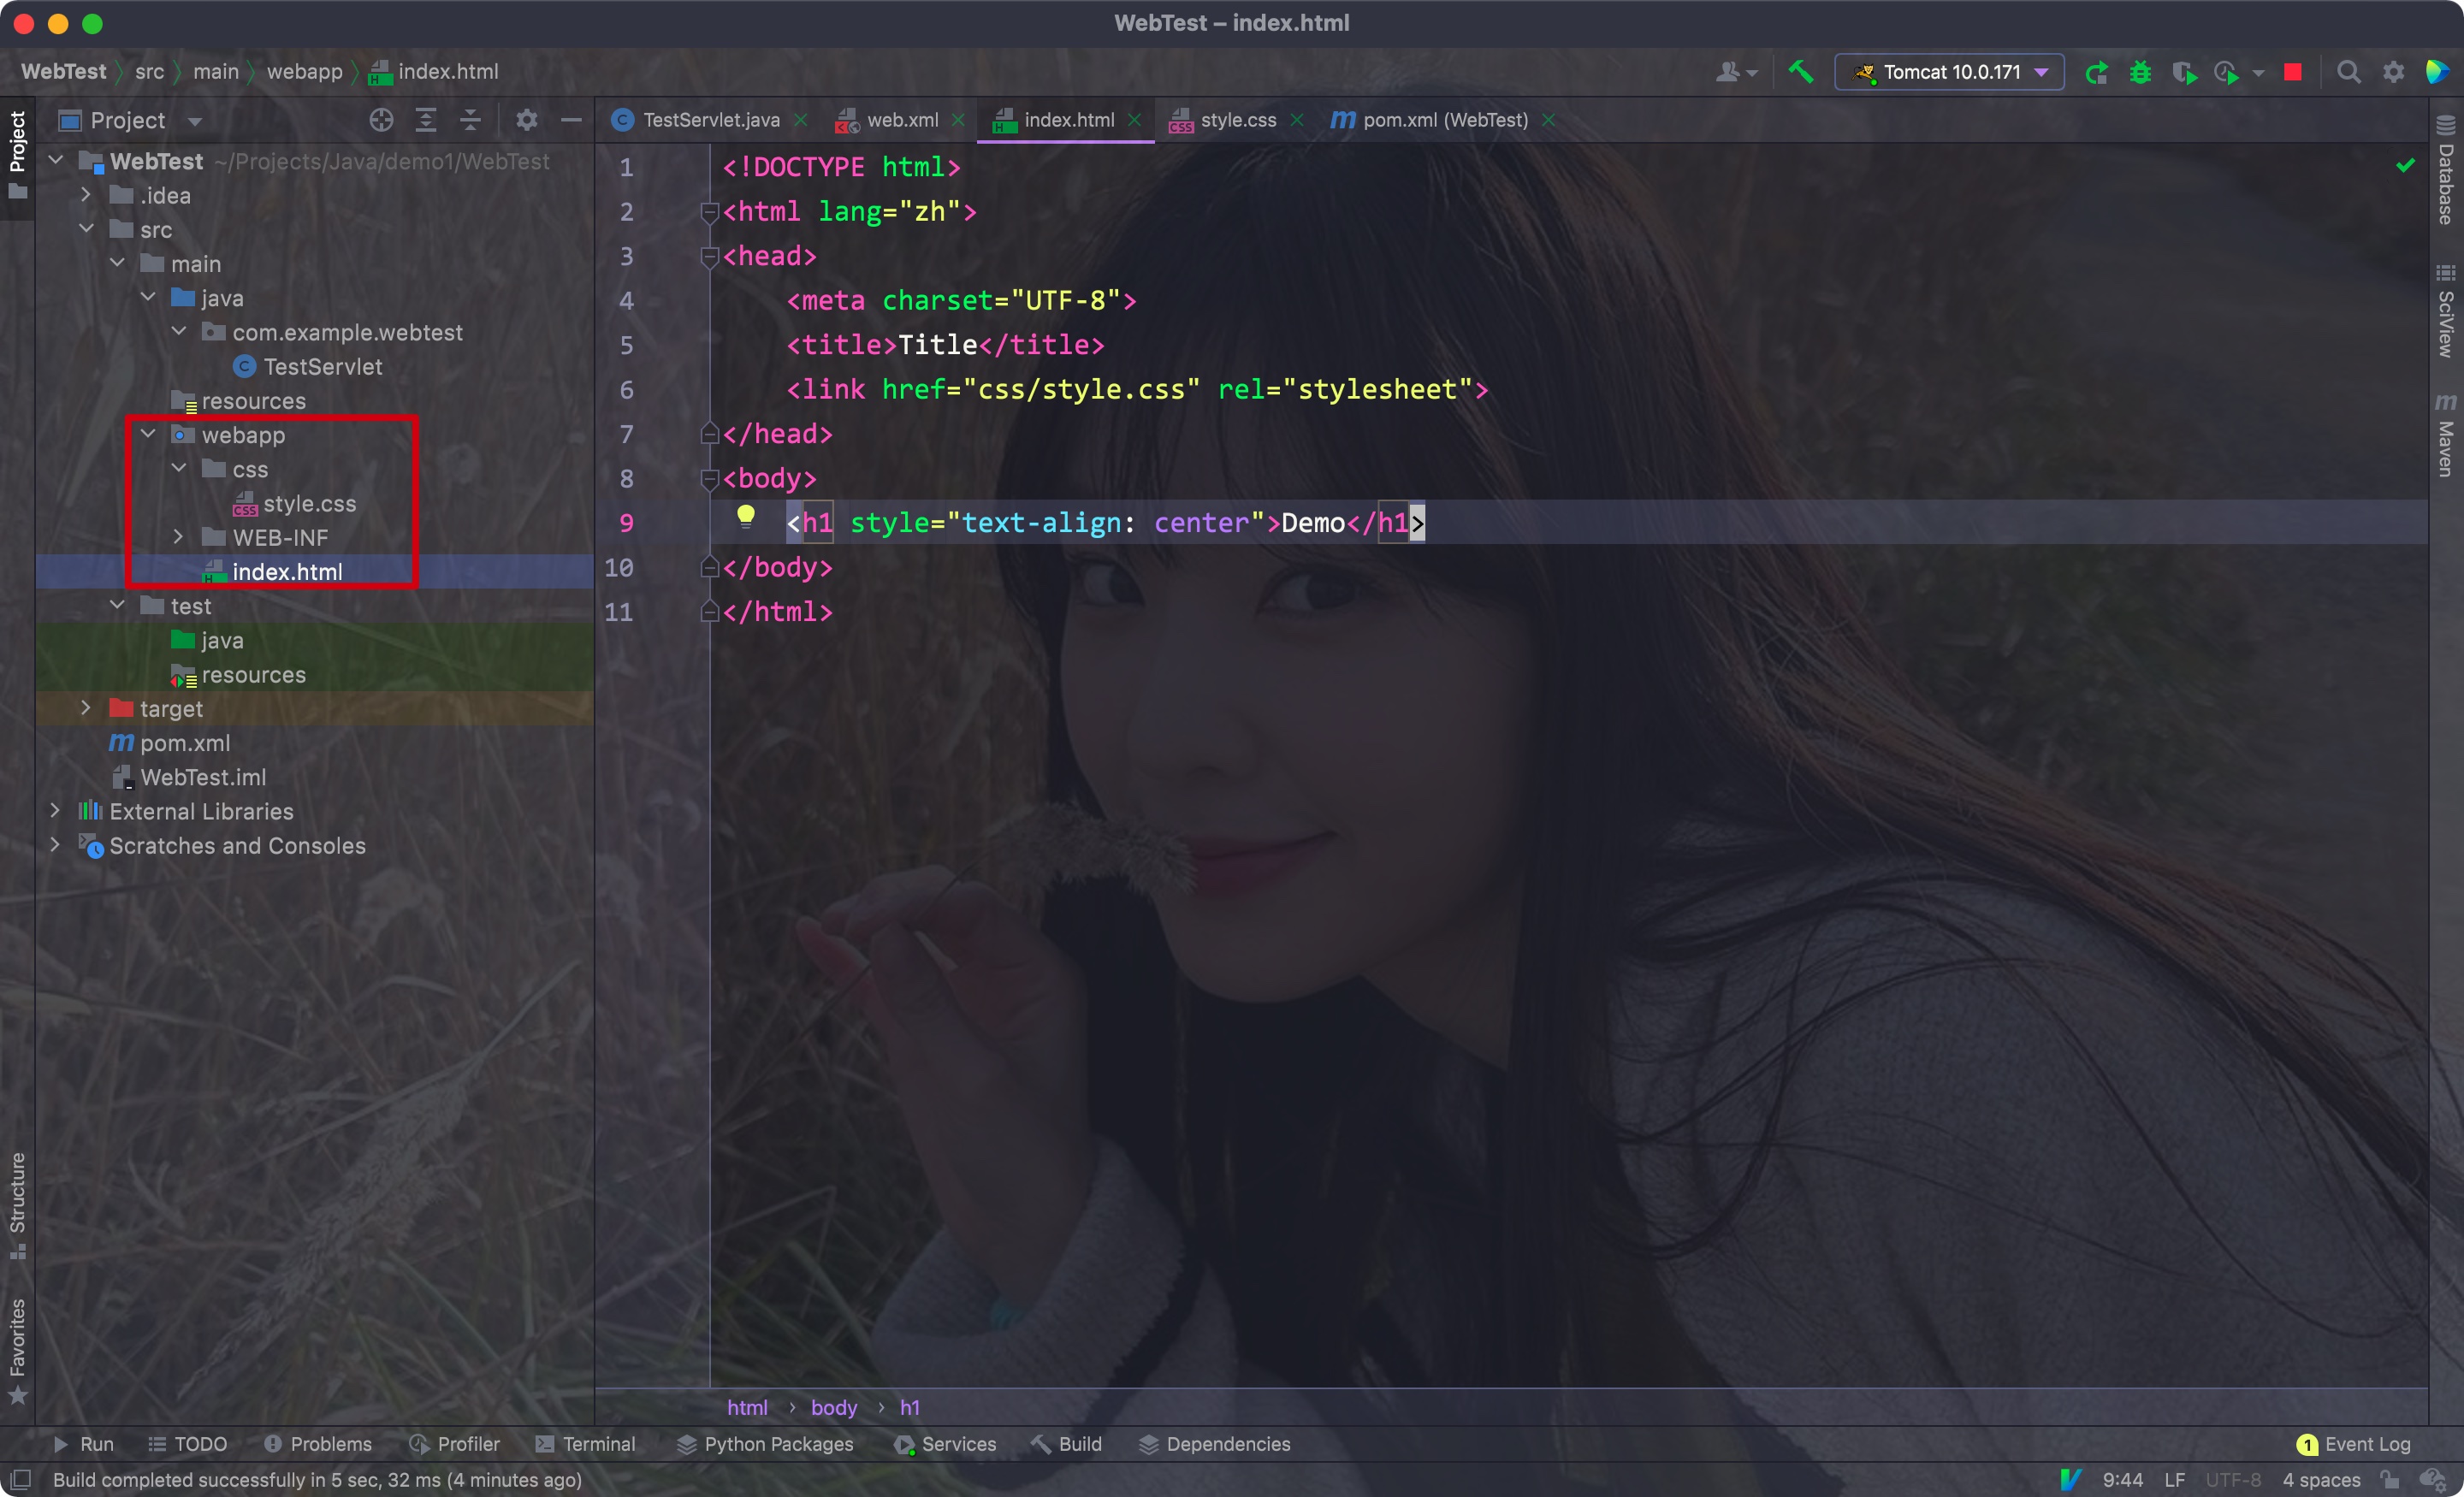 WebTest – index.html
WebTest src main webapp index.html
Tomcat 10.0.171
Project
Project
TestServlet.java
web.xml
index.html
style.css
pom.xml (WebTest)
WebTest ~/Projects/Java/demo1/WebTest
.idea
src
main
java
com.example.webtest
TestServlet
resources
webapp
css
style.css
WEB-INF
index.html
test
java
resources
target
pom.xml
WebTest.iml
External Libraries
Scratches and Consoles
1 <!DOCTYPE html>
2 <html lang="zh">
3 <head>
4 <meta charset="UTF-8">
5 <title>Title</title>
6 <link href="css/style.css" rel="stylesheet">
7 </head>
8 <body>
9 <h1 style="text-align: center">Demo</h1>
10 </body>
11 </html>
Database
SciView
Maven
Structure
Favorites
html › body › h1
Run TODO Problems Profiler Terminal Python Packages Services Build Dependencies
1 Event Log
Build completed successfully in 5 sec, 32 ms (4 minutes ago)
9:44 LF UTF-8 4 spaces